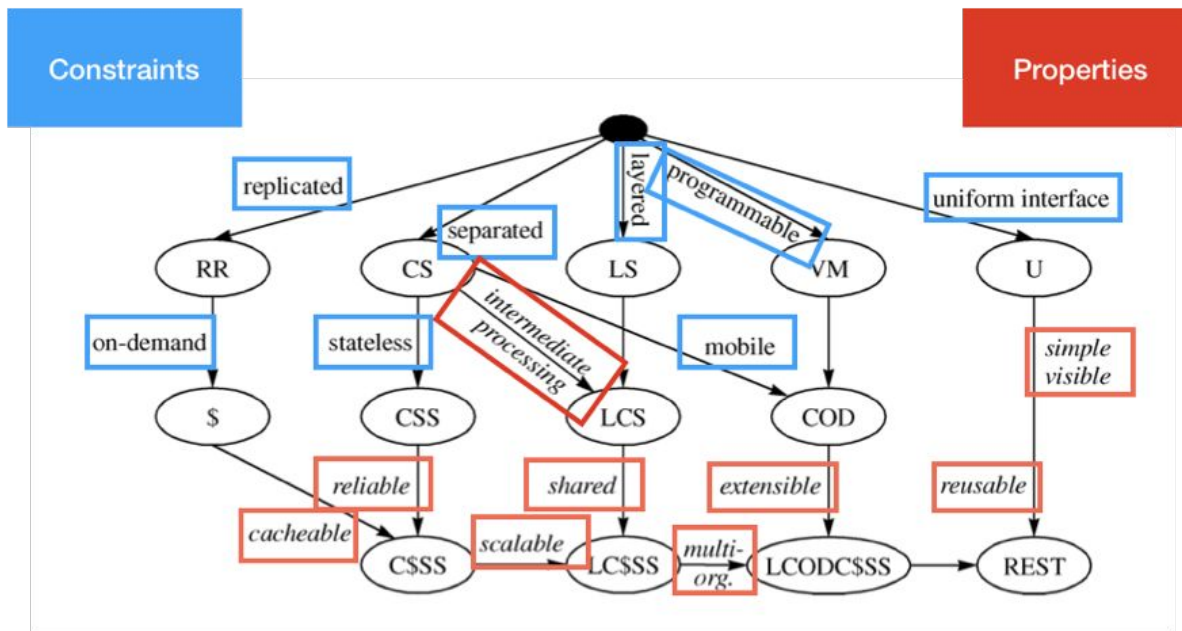 Constraints
Properties
replicated
separated
layered
programmable
uniform interface
RR
CS
LS
VM
U
on-demand
stateless
intermediate
processing
mobile
simple
visible
$
CSS
LCS
COD
reliable
shared
extensible
reusable
cacheable
scalable
multi-
org.
C$SS
LC$SS
LCODC$SS
REST